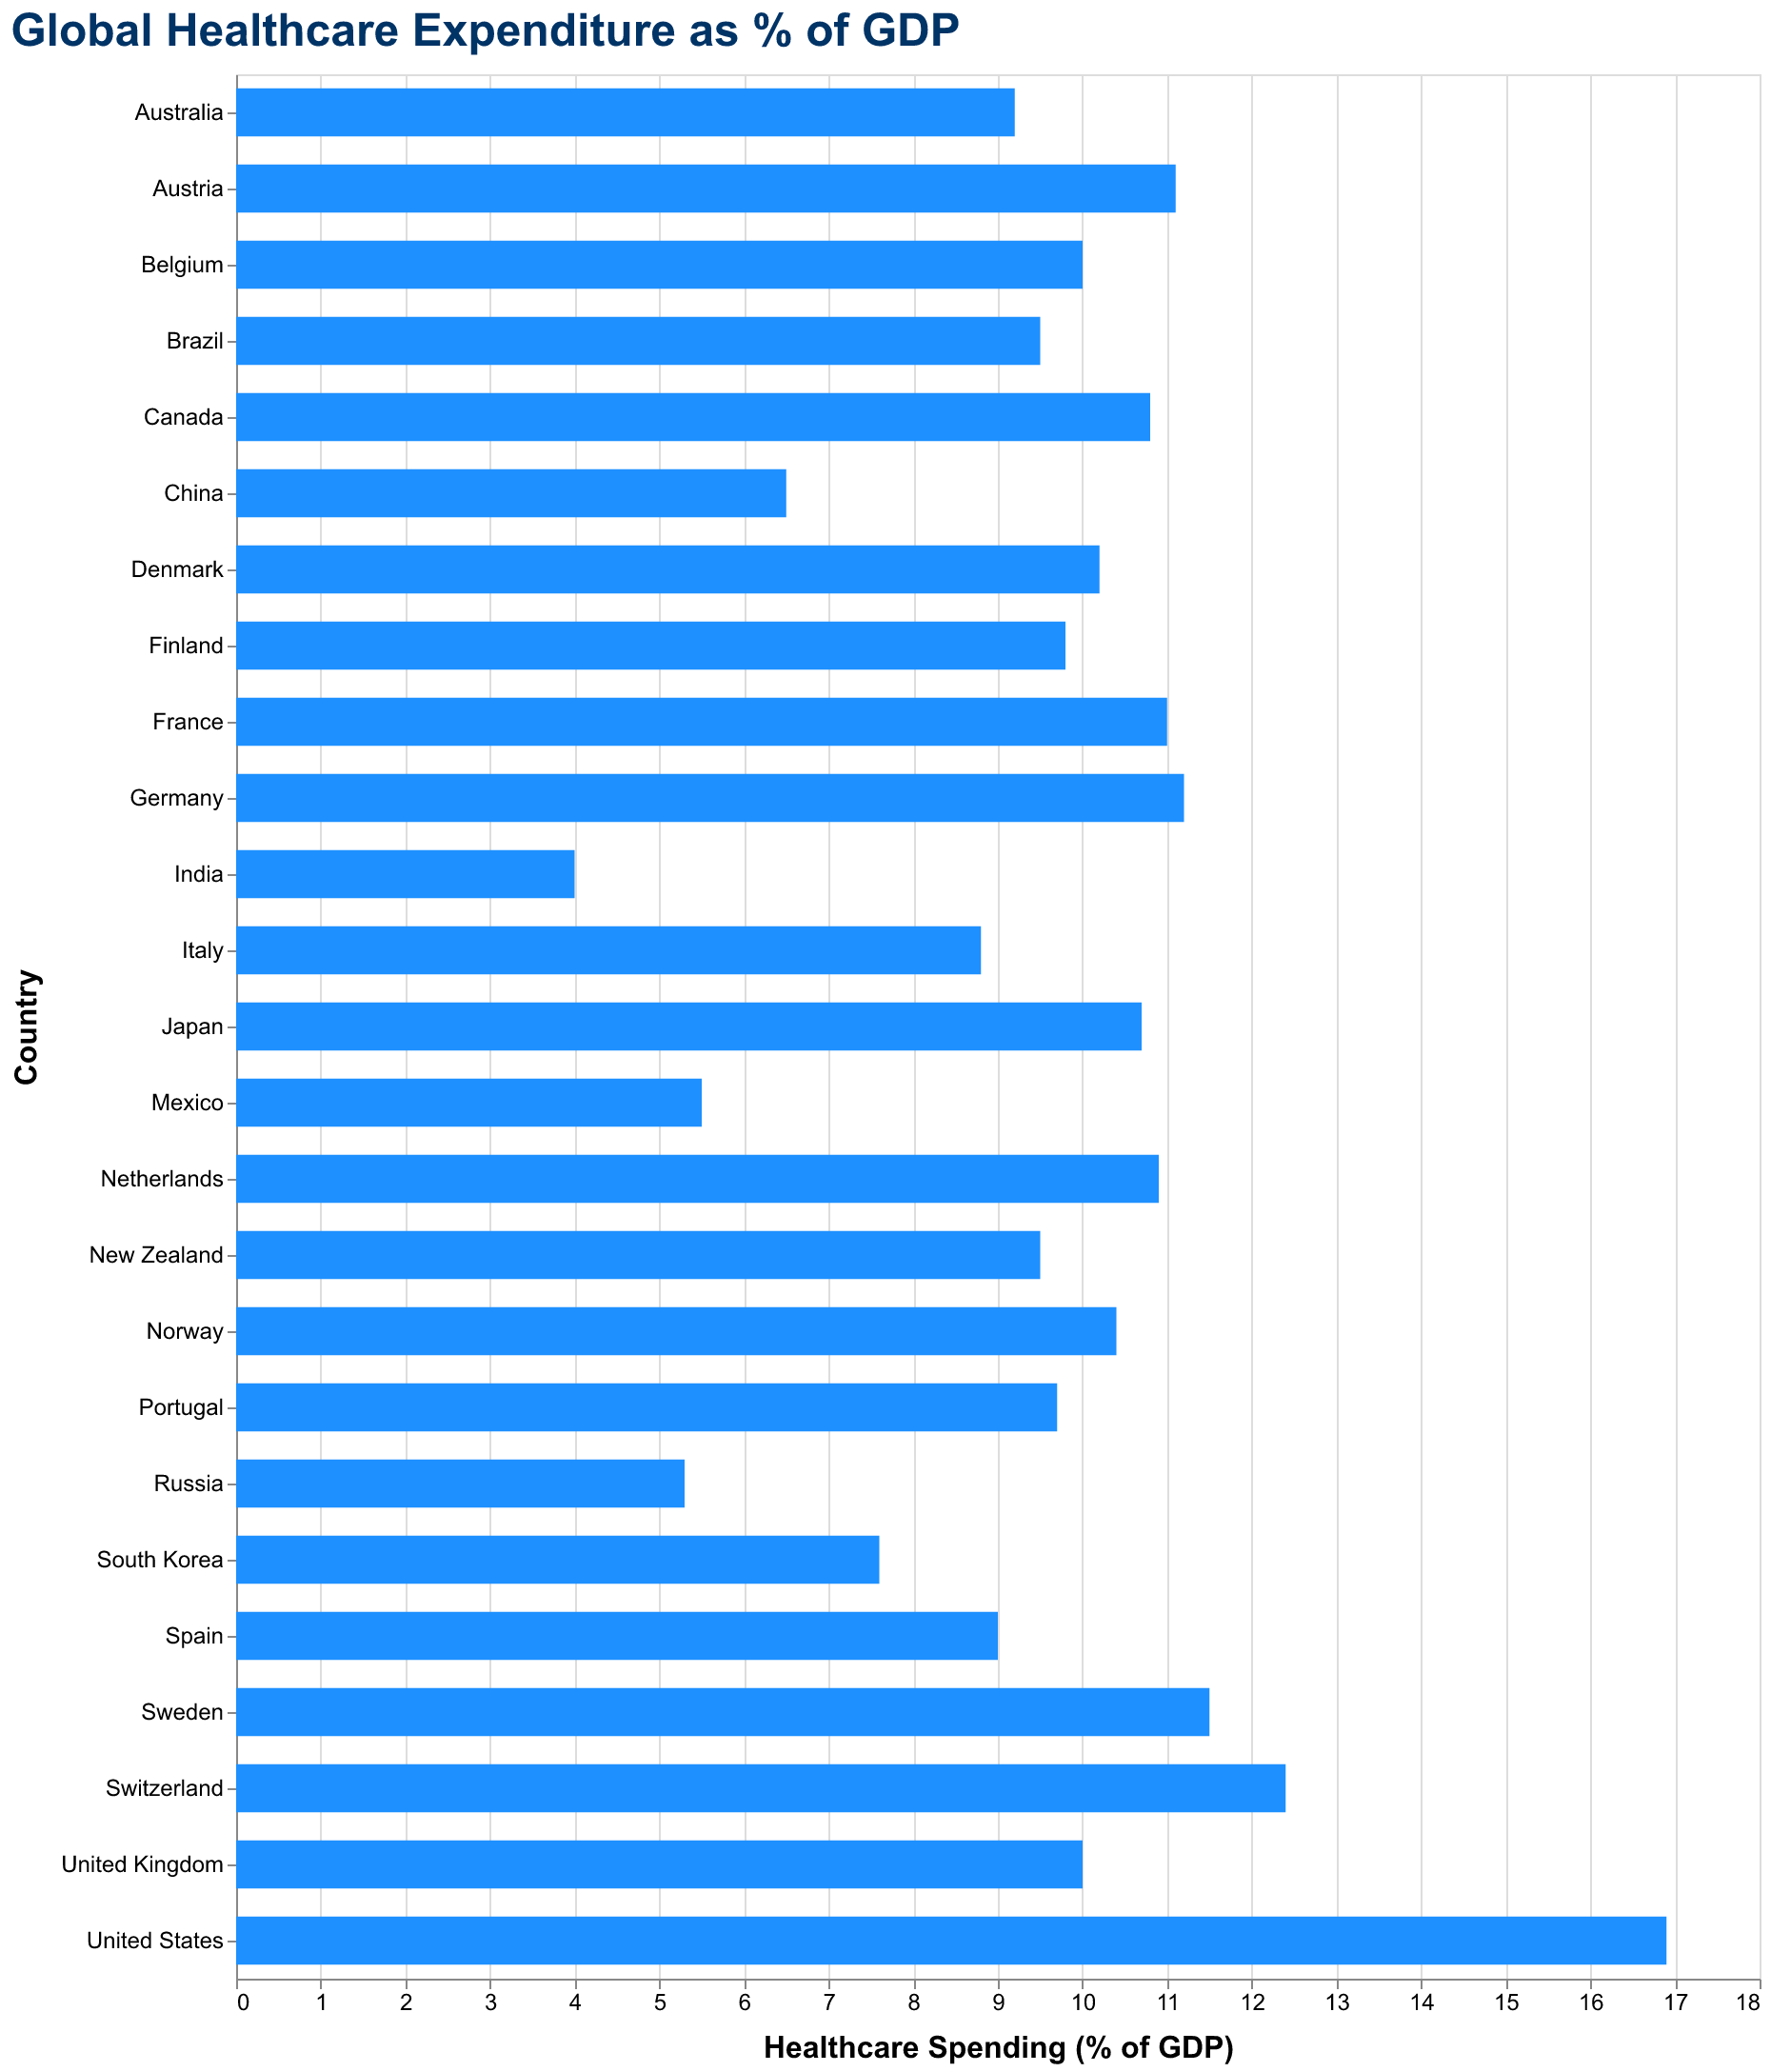 Global Healthcare Expenditure as % of GDP
Country
Australia
Austria
Belgium
Brazil
Canada
China
Denmark
Finland
France
Germany
India
Italy
Japan
Mexico
Netherlands
New Zealand
Norway
Portugal
Russia
South Korea
Spain
Sweden
Switzerland
United Kingdom
United States
0 1 2 3 4 5 6 7 8 9 10 11 12 13 14 15 16 17 18
Healthcare Spending (% of GDP)